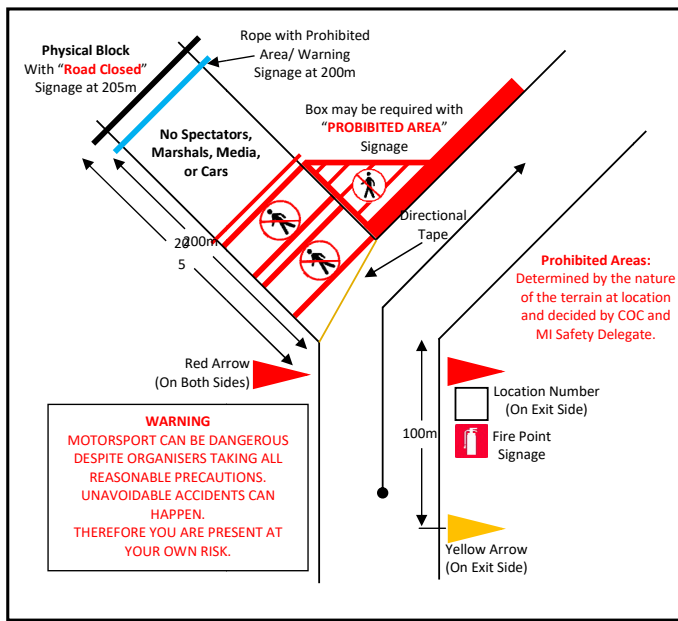 Physical Block
With “Road Closed”
Signage at 205m
Rope with Prohibited
Area/ Warning
Signage at 200m
Box may be required with
“PROBIBITED AREA”
Signage
No Spectators,
Marshals, Media,
or Cars
Directional
Tape
200m
20
5
Prohibited Areas:
Determined by the nature
of the terrain at location
and decided by COC and
MI Safety Delegate.
Red Arrow
(On Both Sides)
Location Number
(On Exit Side)
100m
Fire Point
Signage
WARNING
MOTORSPORT CAN BE DANGEROUS
DESPITE ORGANISERS TAKING ALL
REASONABLE PRECAUTIONS.
UNAVOIDABLE ACCIDENTS CAN
HAPPEN.
THEREFORE YOU ARE PRESENT AT
YOUR OWN RISK.
Yellow Arrow
(On Exit Side)